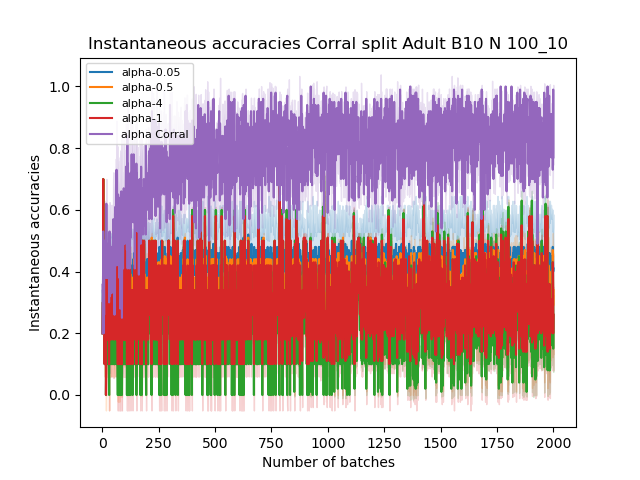 Instantaneous accuracies Corral split Adult B10 N 100_10
alpha-0.05
alpha-0.5
alpha-4
alpha-1
alpha Corral
Instantaneous accuracies
1.0
0.8
0.6
0.4
0.2
0.0
0 250 500 750 1000 1250 1500 1750 2000
Number of batches